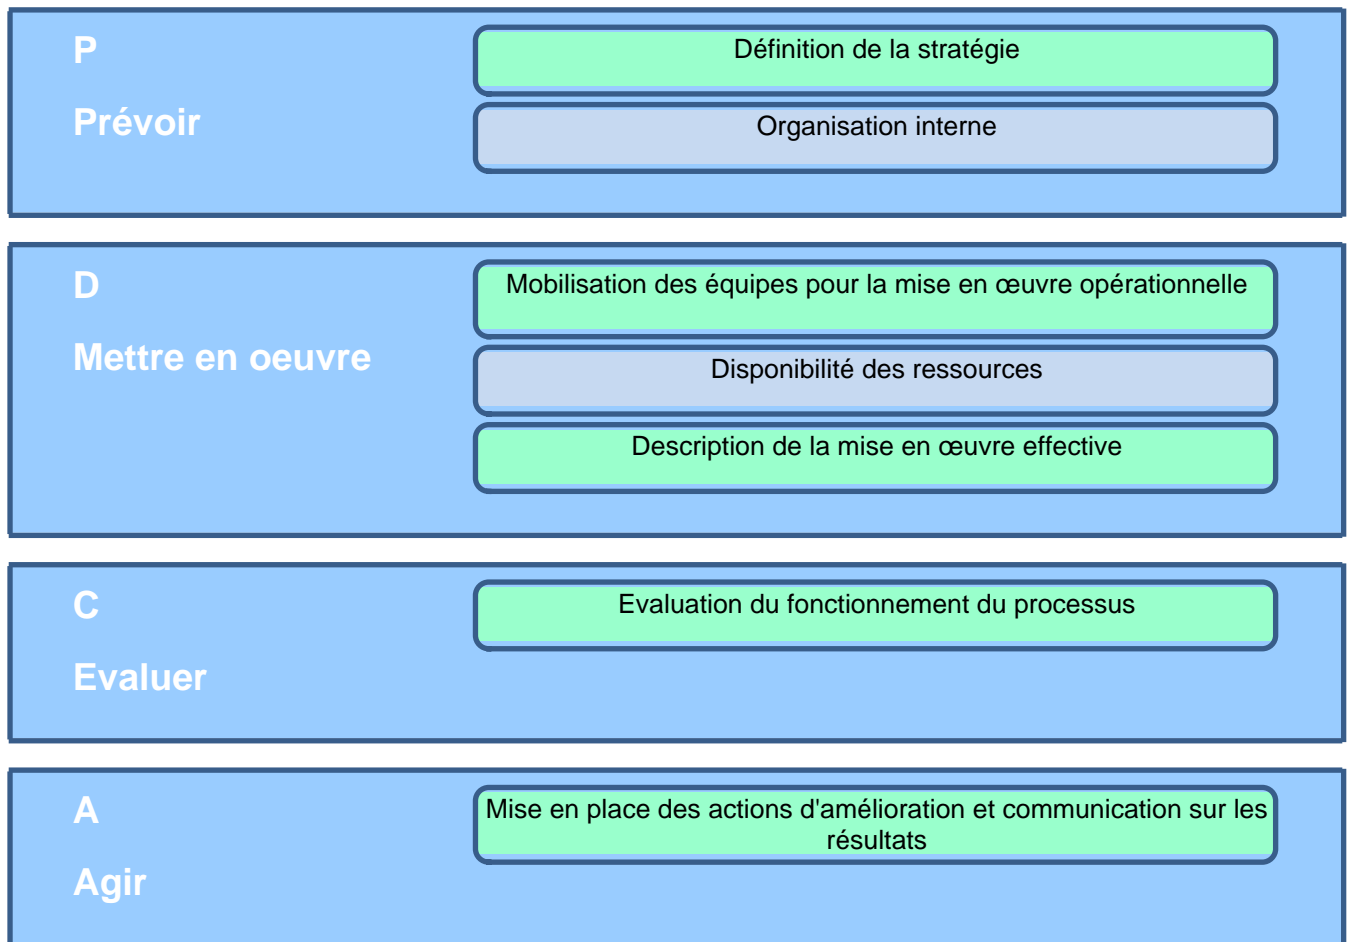 P
Prévoir
Définition de la stratégie
Organisation interne
D
Mettre en oeuvre
Mobilisation des équipes pour la mise en œuvre opérationnelle
Disponibilité des ressources
Description de la mise en œuvre effective
C
Evaluer
Evaluation du fonctionnement du processus
A
Agir
Mise en place des actions d'amélioration et communication sur les
résultats